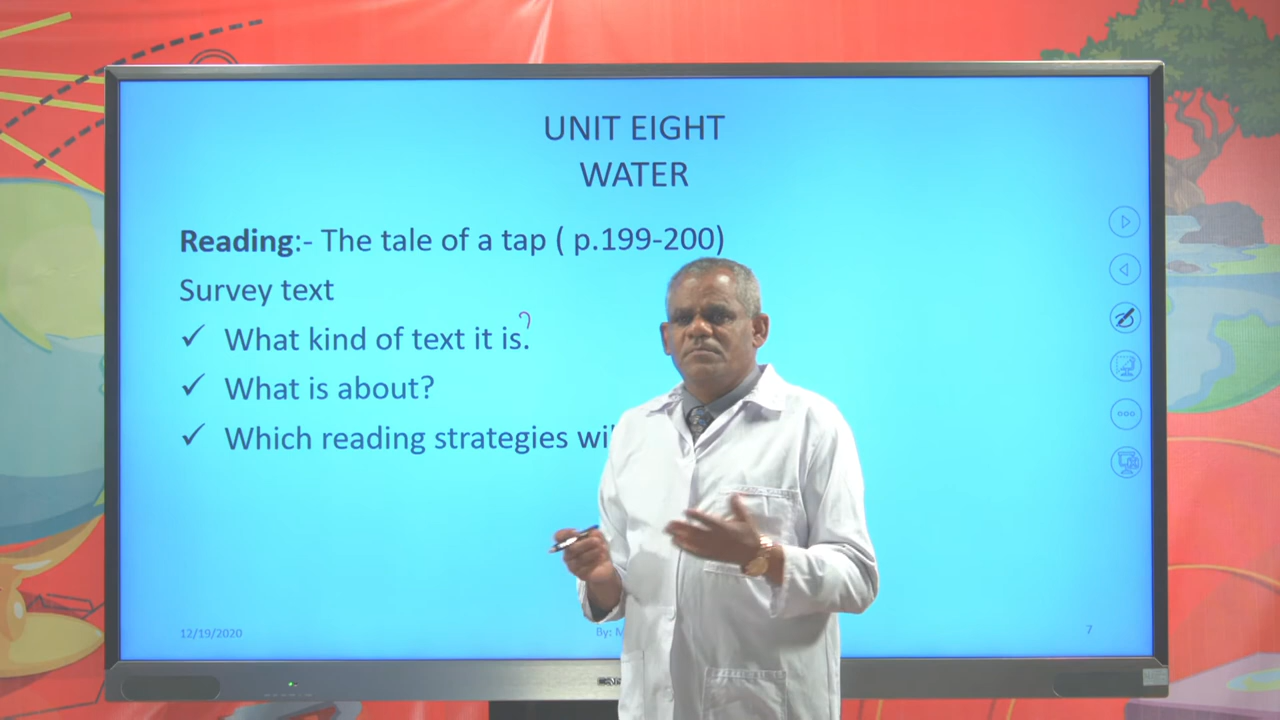 UNIT EIGHT
WATER
Reading:- The tale of a tap ( p.199-200)
Survey text
✓ What kind of text it is.
✓ What is about?
✓ Which reading strategies
12/19/2020
By:
7